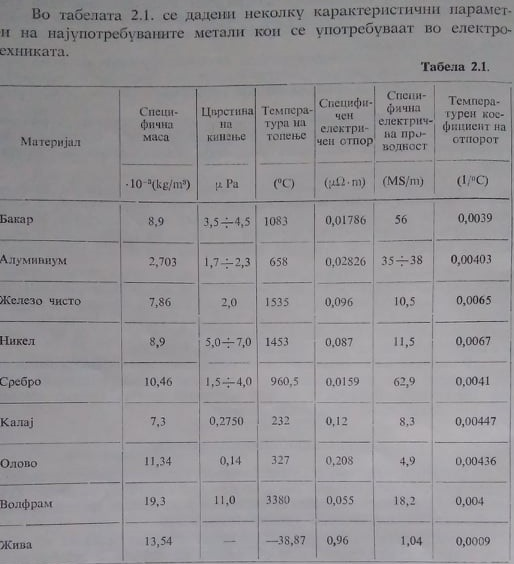 Во табелата 2.1. се дадени неколку карактеристични парамет-
и на најупотребуваните метали кои се употребуваат во електро-
ехниката.
Табела 2.1.
Материјал | Специ-фична маса | Цврстина на кинење | Темпера-тура на топење | Специфи-чен електри-чен отпор | Специ-фична електрич-на про-водност | Темпера-турен кое-фициент на отпорот
·10⁻³(kg/m³) | μ Pa | (⁰C) | (μΩ·m) | (MS/m) | (1/⁰C)
Бакар | 8,9 | 3,5÷4,5 | 1083 | 0,01786 | 56 | 0,0039
Алуминиум | 2,703 | 1,7÷2,3 | 658 | 0,02826 | 35÷38 | 0,00403
Железо чисто | 7,86 | 2,0 | 1535 | 0,096 | 10,5 | 0,0065
Никел | 8,9 | 5,0÷7,0 | 1453 | 0,087 | 11,5 | 0,0067
Сребро | 10,46 | 1,5÷4,0 | 960,5 | 0,0159 | 62,9 | 0,0041
Калај | 7,3 | 0,2750 | 232 | 0,12 | 8,3 | 0,00447
Олово | 11,34 | 0,14 | 327 | 0,208 | 4,9 | 0,00436
Волфрам | 19,3 | 11,0 | 3380 | 0,055 | 18,2 | 0,004
Жива | 13,54 | — | —38,87 | 0,96 | 1,04 | 0,0009